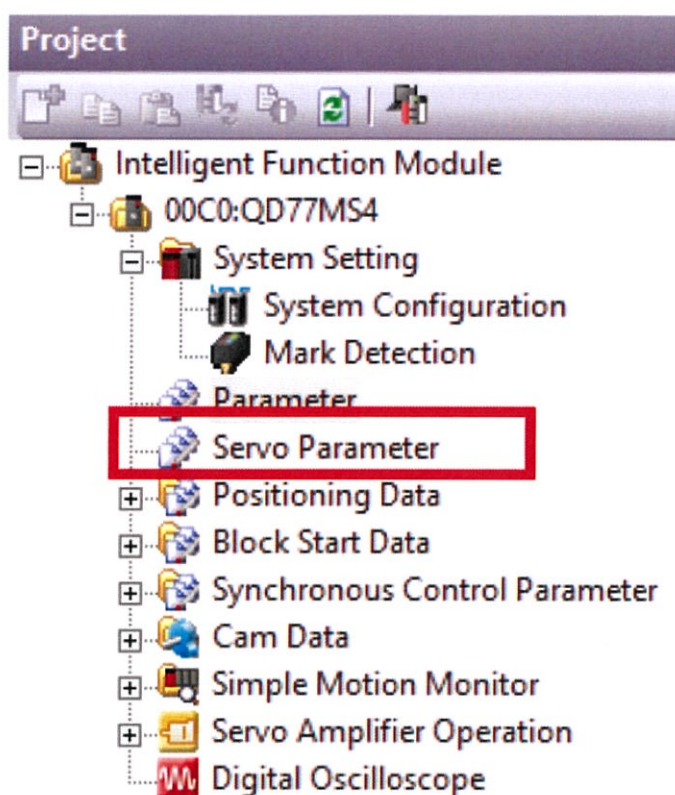 Project
Intelligent Function Module
00C0:QD77MS4
System Setting
System Configuration
Mark Detection
Parameter
Servo Parameter
Positioning Data
Block Start Data
Synchronous Control Parameter
Cam Data
Simple Motion Monitor
Servo Amplifier Operation
Digital Oscilloscope